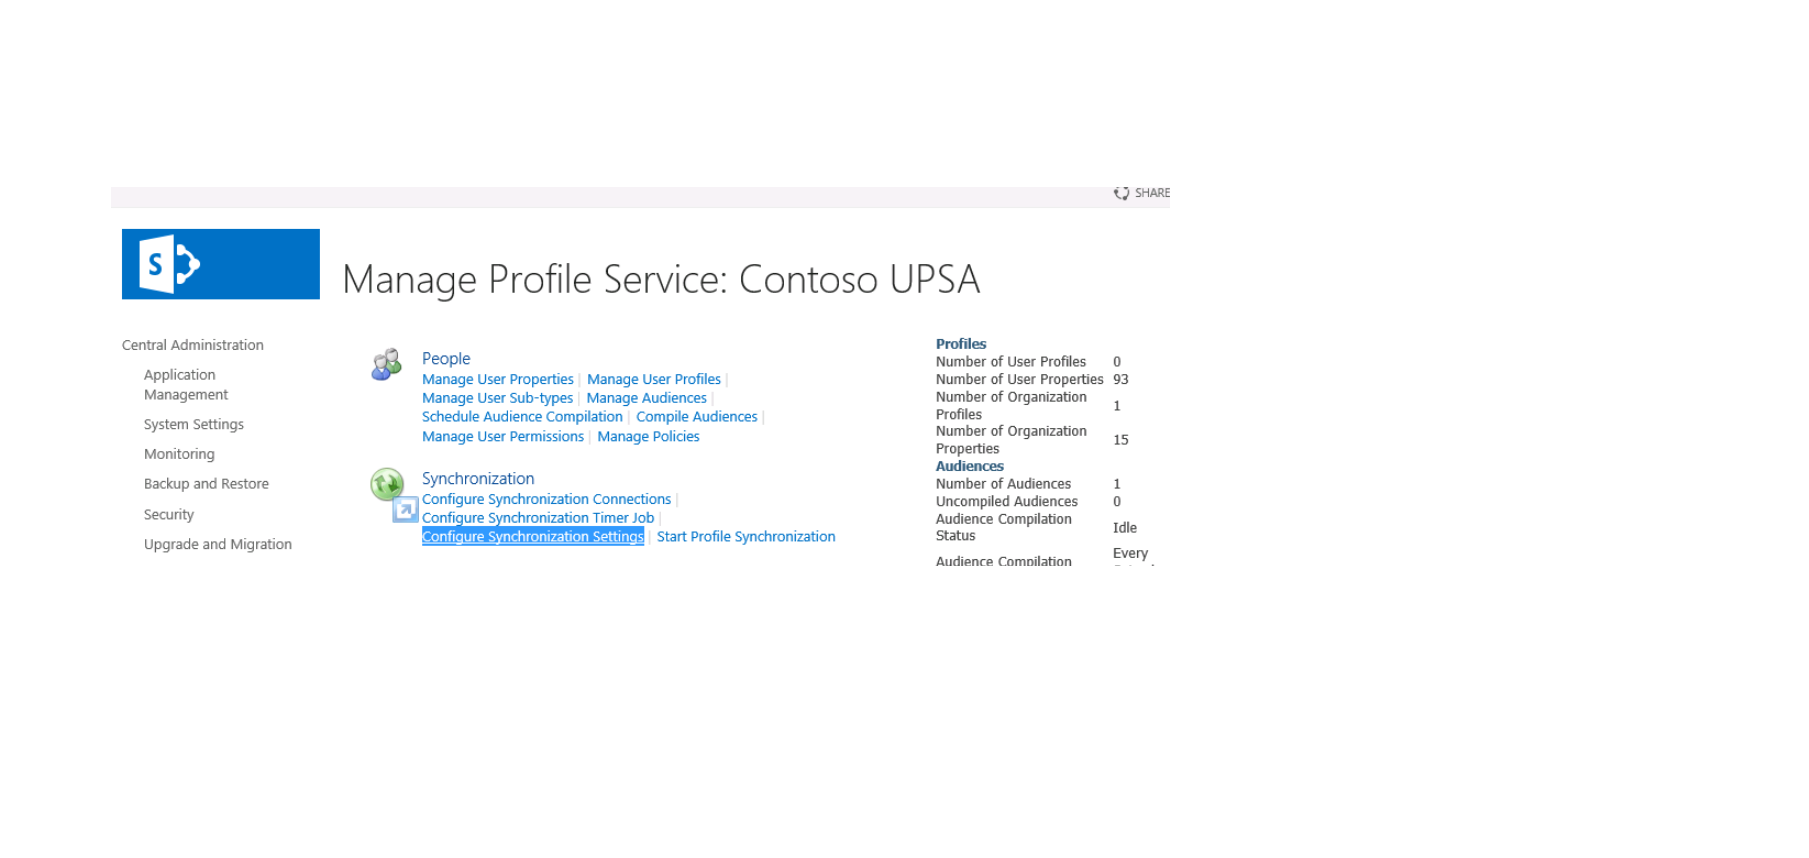 SHARE
S
Manage Profile Service: Contoso UPSA
Central Administration
Application
Management
System Settings
Monitoring
Backup and Restore
Security
Upgrade and Migration
People
Manage User Properties | Manage User Profiles |
Manage User Sub-types | Manage Audiences |
Schedule Audience Compilation | Compile Audiences |
Manage User Permissions | Manage Policies
Synchronization
Configure Synchronization Connections |
Configure Synchronization Timer Job |
Configure Synchronization Settings | Start Profile Synchronization
Profiles
Number of User Profiles 0
Number of User Properties 93
Number of Organization
Profiles 1
Number of Organization
Properties 15
Audiences
Number of Audiences 1
Uncompiled Audiences 0
Audience Compilation
Status Idle
Audience Compilation Every